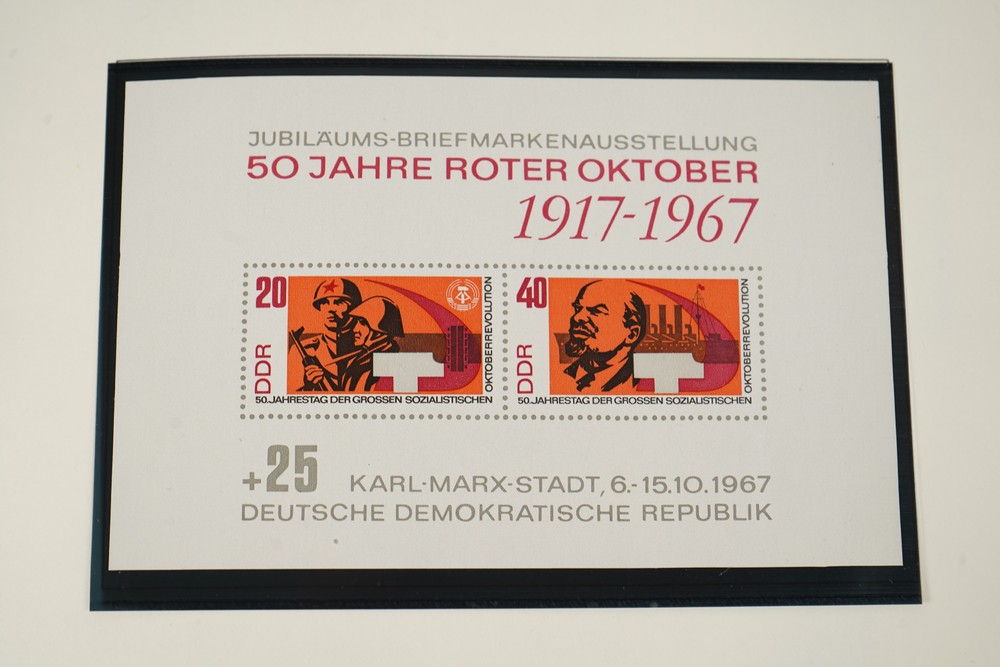 JUBILÄUMS-BRIEFMARKENAUSSTELLUNG
50 JAHRE ROTER OKTOBER
1917-1967
20
DDR
50. JAHRESTAG DER GROSSEN SOZIALISTISCHEN
OKTOBERREVOLUTION
40
DDR
50. JAHRESTAG DER GROSSEN SOZIALISTISCHEN
OKTOBERREVOLUTION
+25 KARL-MARX-STADT, 6.-15.10.1967
DEUTSCHE DEMOKRATISCHE REPUBLIK